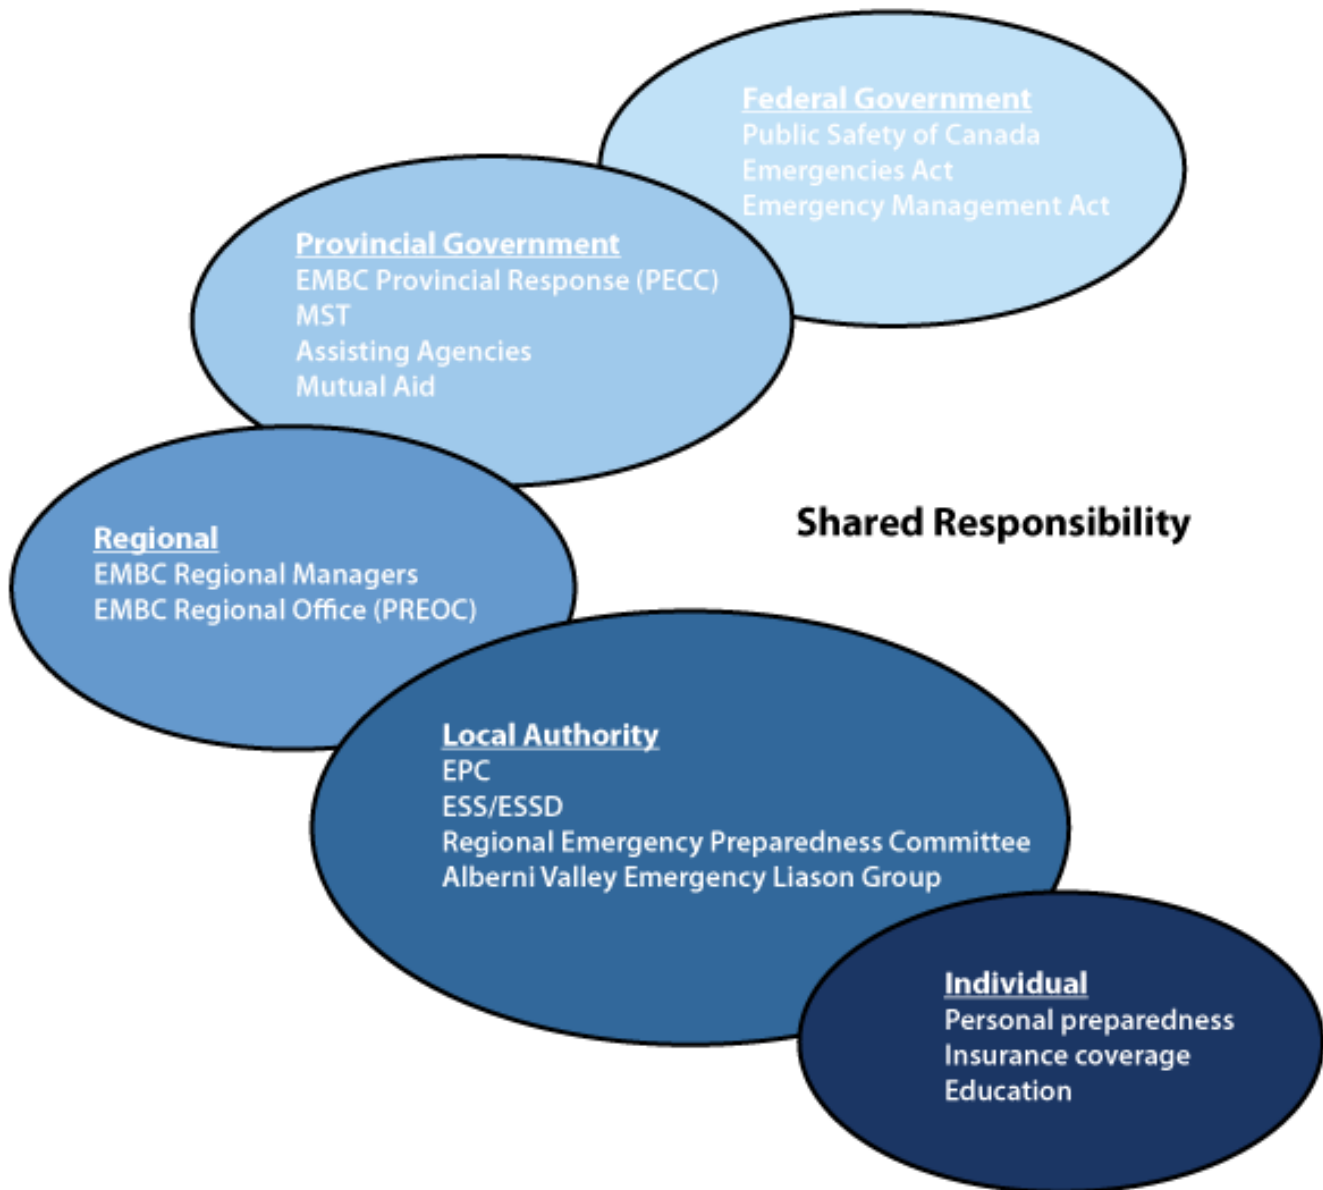 Federal Government
Public Safety of Canada
Emergencies Act
Emergency Management Act
Provincial Government
EMBC Provincial Response (PECC)
MST
Assisting Agencies
Mutual Aid
Shared Responsibility
Regional
EMBC Regional Managers
EMBC Regional Office (PREOC)
Local Authority
EPC
ESS/ESSD
Regional Emergency Preparedness Committee
Alberni Valley Emergency Liason Group
Individual
Personal preparedness
Insurance coverage
Education